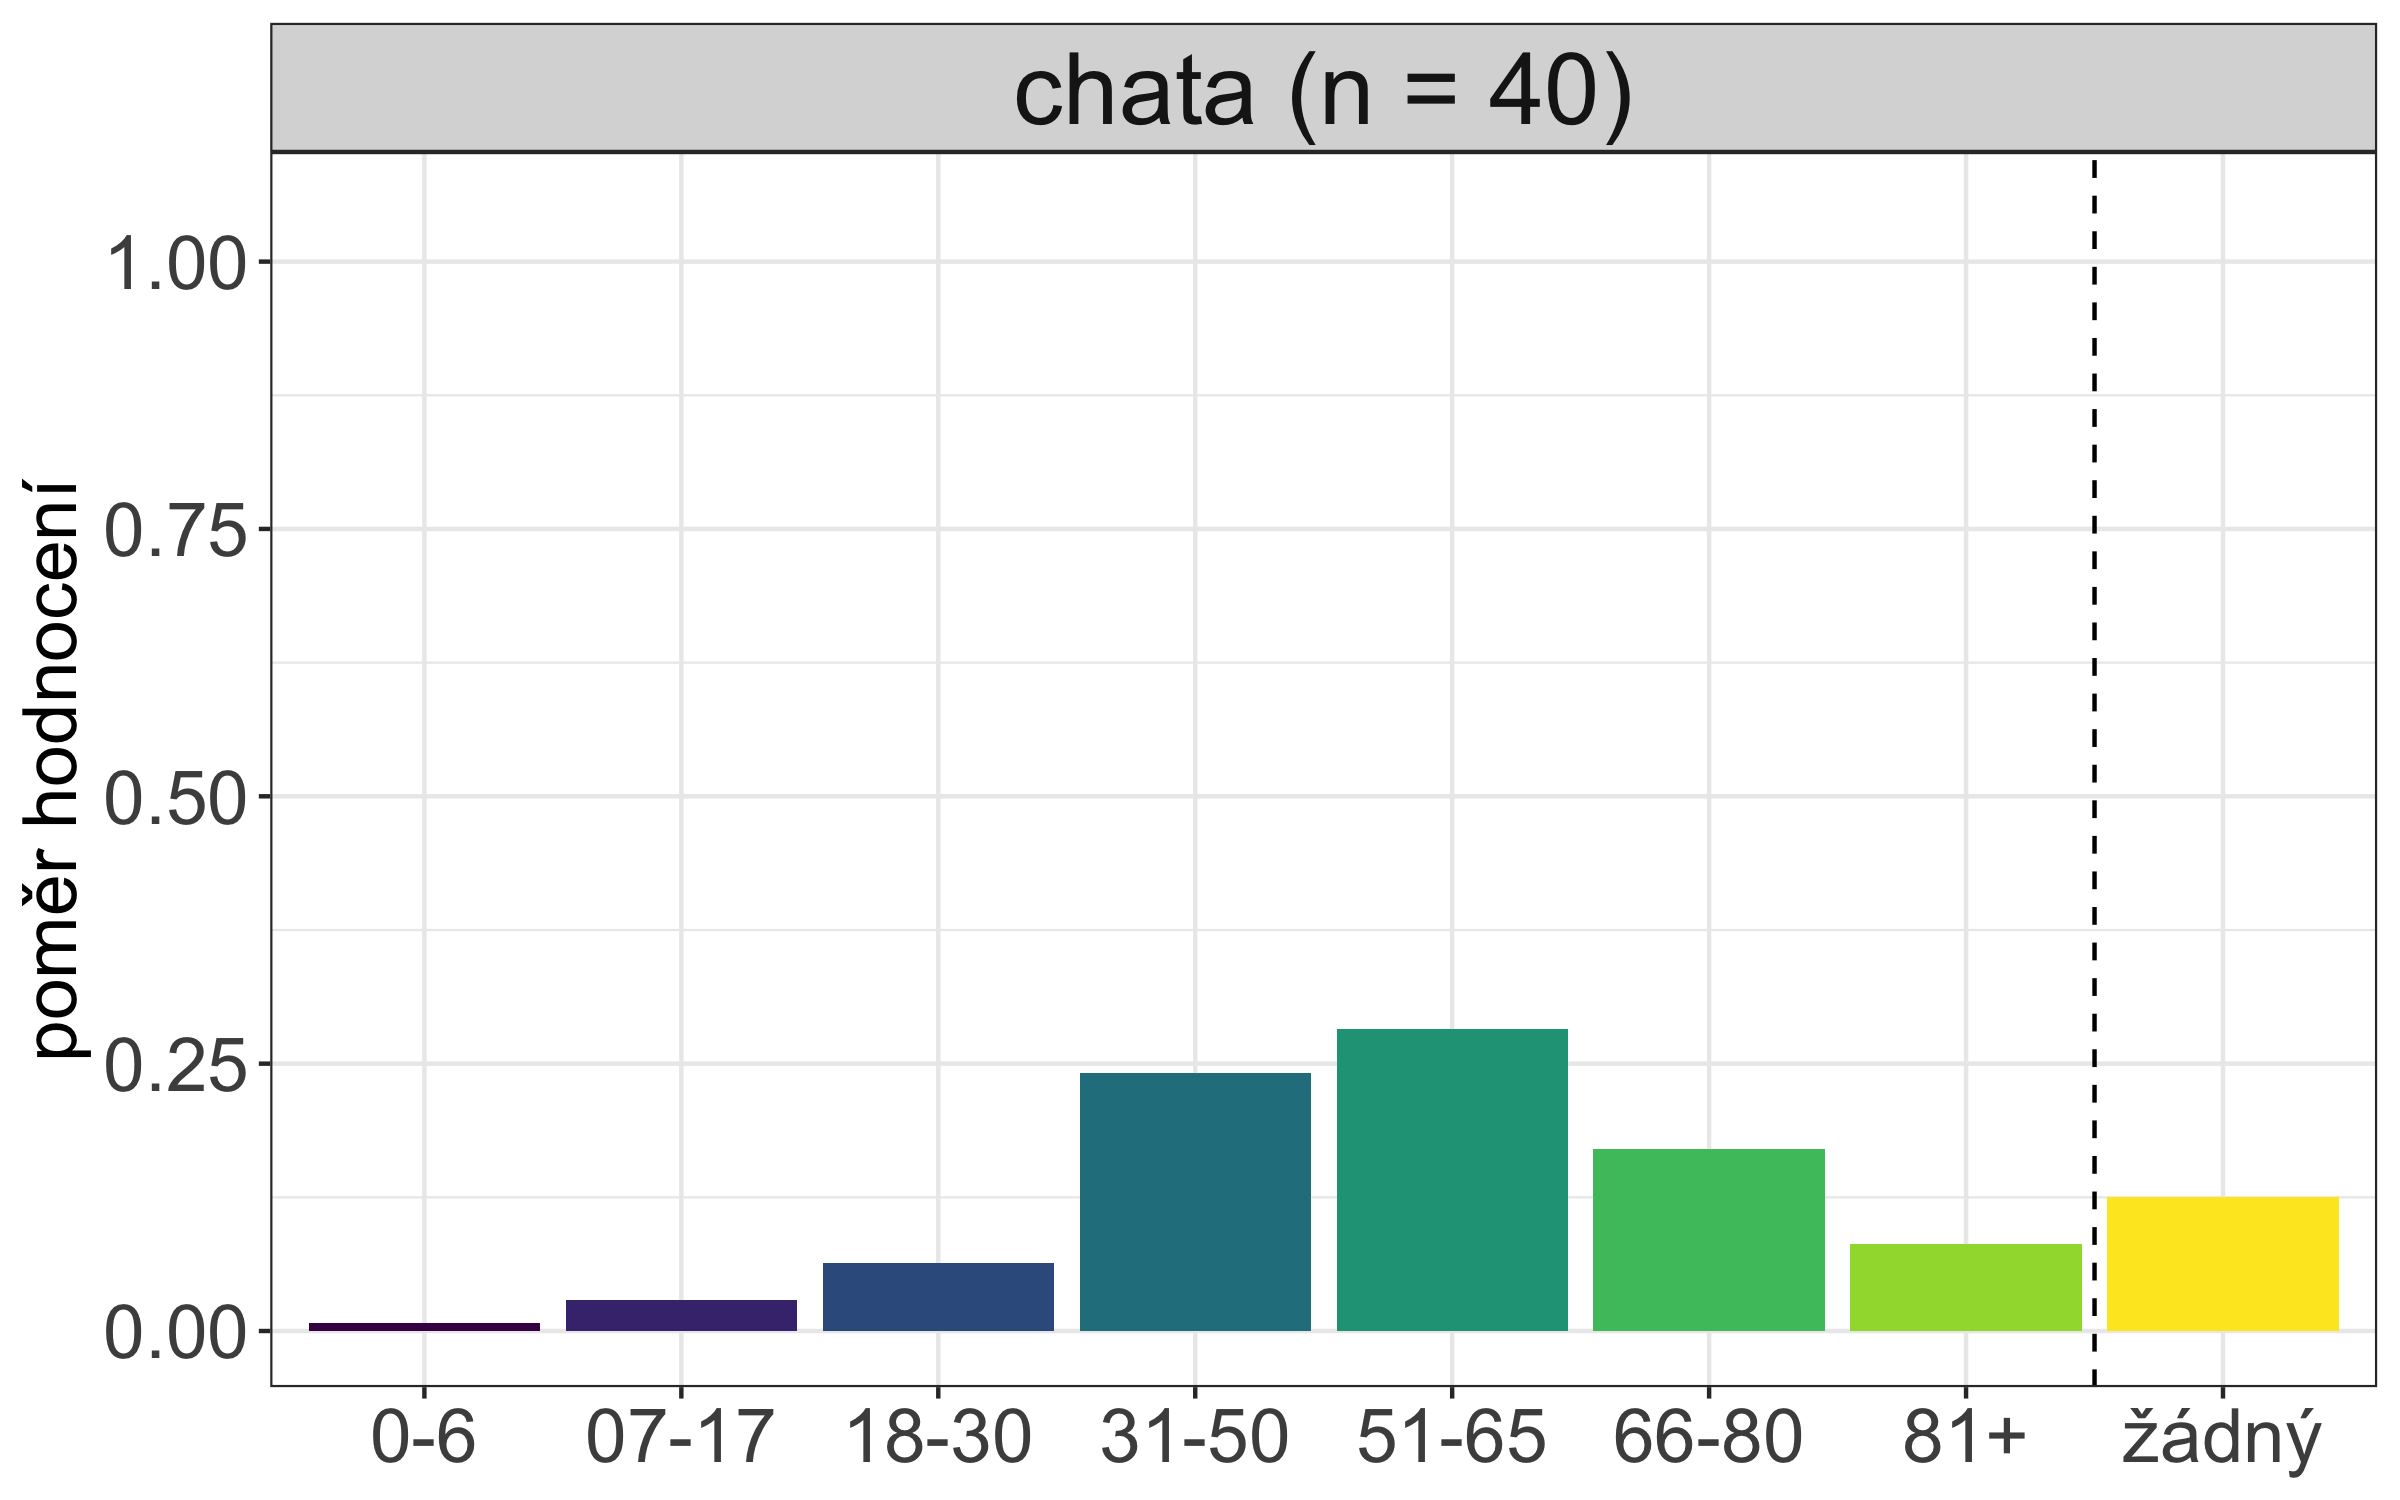 chata (n = 40)
poměr hodnocení
1.00
0.75
0.50
0.25
0.00
0-6 07-17 18-30 31-50 51-65 66-80 81+ žádný